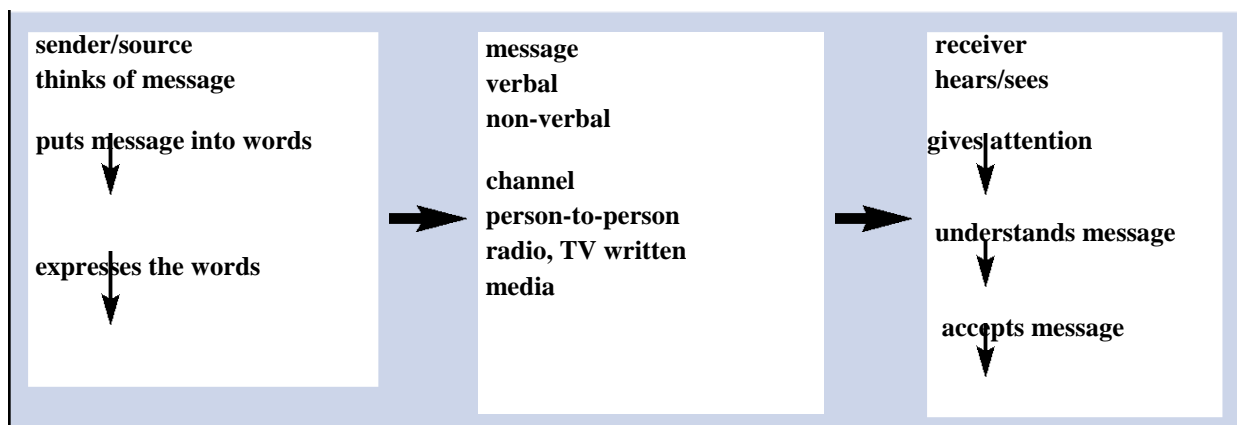 sender/source
thinks of message
puts message into words
expresses the words
message
verbal
non-verbal
channel
person-to-person
radio, TV written
media
receiver
hears/sees
gives attention
understands message
accepts message